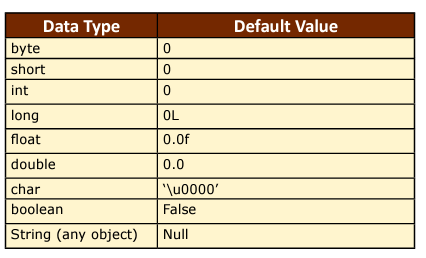 Data Type Default Value
byte 0
short 0
int 0
long 0L
float 0.0f
double 0.0
char ‘\u0000’
boolean False
String (any object) Null